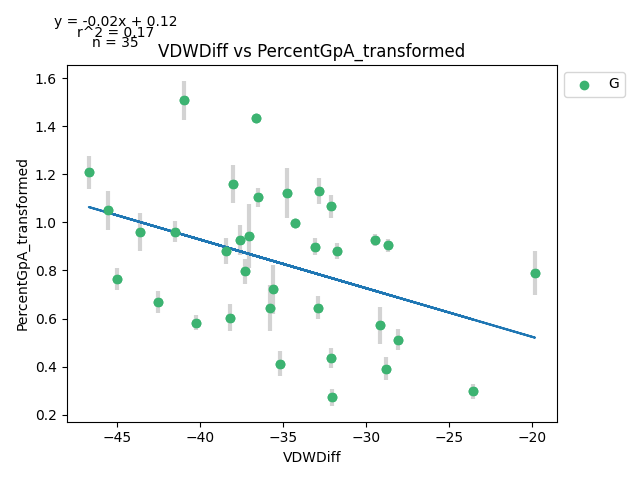 y = -0.02x + 0.12
r^2 = 0.17
n = 35
VDWDiff vs PercentGpA_transformed
G
1.6
1.4
1.2
1.0
0.8
0.6
0.4
0.2
PercentGpA_transformed
−45 −40 −35 −30 −25 −20
VDWDiff